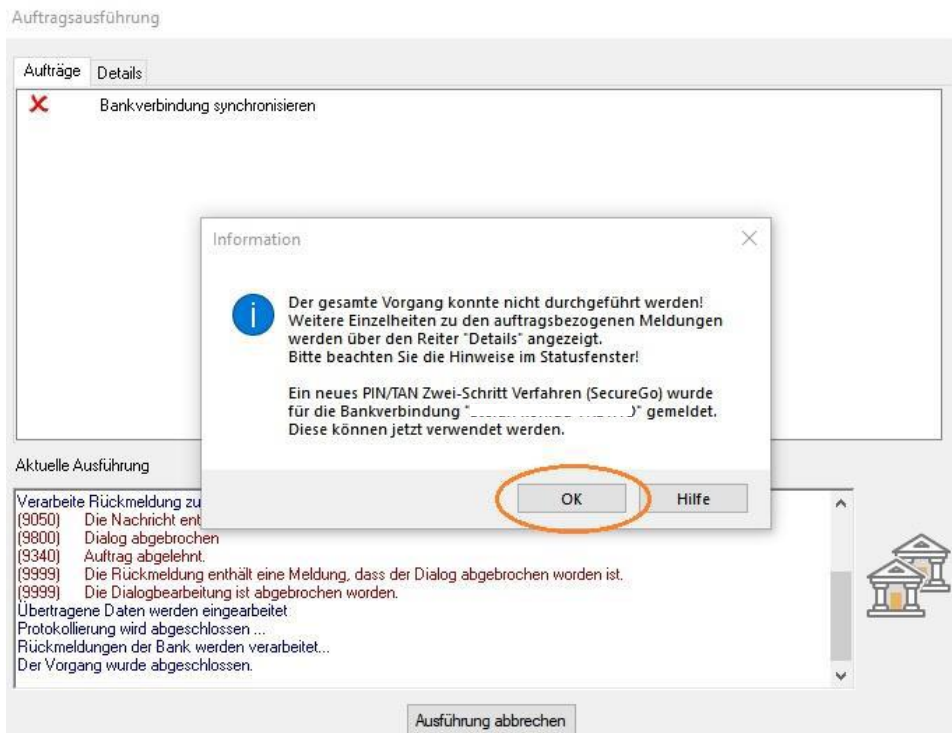 Auftragsausführung
Aufträge Details
Bankverbindung synchronisieren
Information
Der gesamte Vorgang konnte nicht durchgeführt werden!
Weitere Einzelheiten zu den auftragsbezogenen Meldungen
werden über den Reiter "Details" angezeigt.
Bitte beachten Sie die Hinweise im Statusfenster!
Ein neues PIN/TAN Zwei-Schritt Verfahren (SecureGo) wurde
für die Bankverbindung " " gemeldet.
Diese können jetzt verwendet werden.
OK Hilfe
Aktuelle Ausführung
Verarbeite Rückmeldung zu
(9050) Die Nachricht ent
(9800) Dialog abgebrochen
(9340) Auftrag abgelehnt.
(9999) Die Rückmeldung enthält eine Meldung, dass der Dialog abgebrochen worden ist.
(9999) Die Dialogbearbeitung ist abgebrochen worden.
Übertragene Daten werden eingearbeitet
Protokollierung wird abgeschlossen ...
Rückmeldungen der Bank werden verarbeitet...
Der Vorgang wurde abgeschlossen.
Ausführung abbrechen